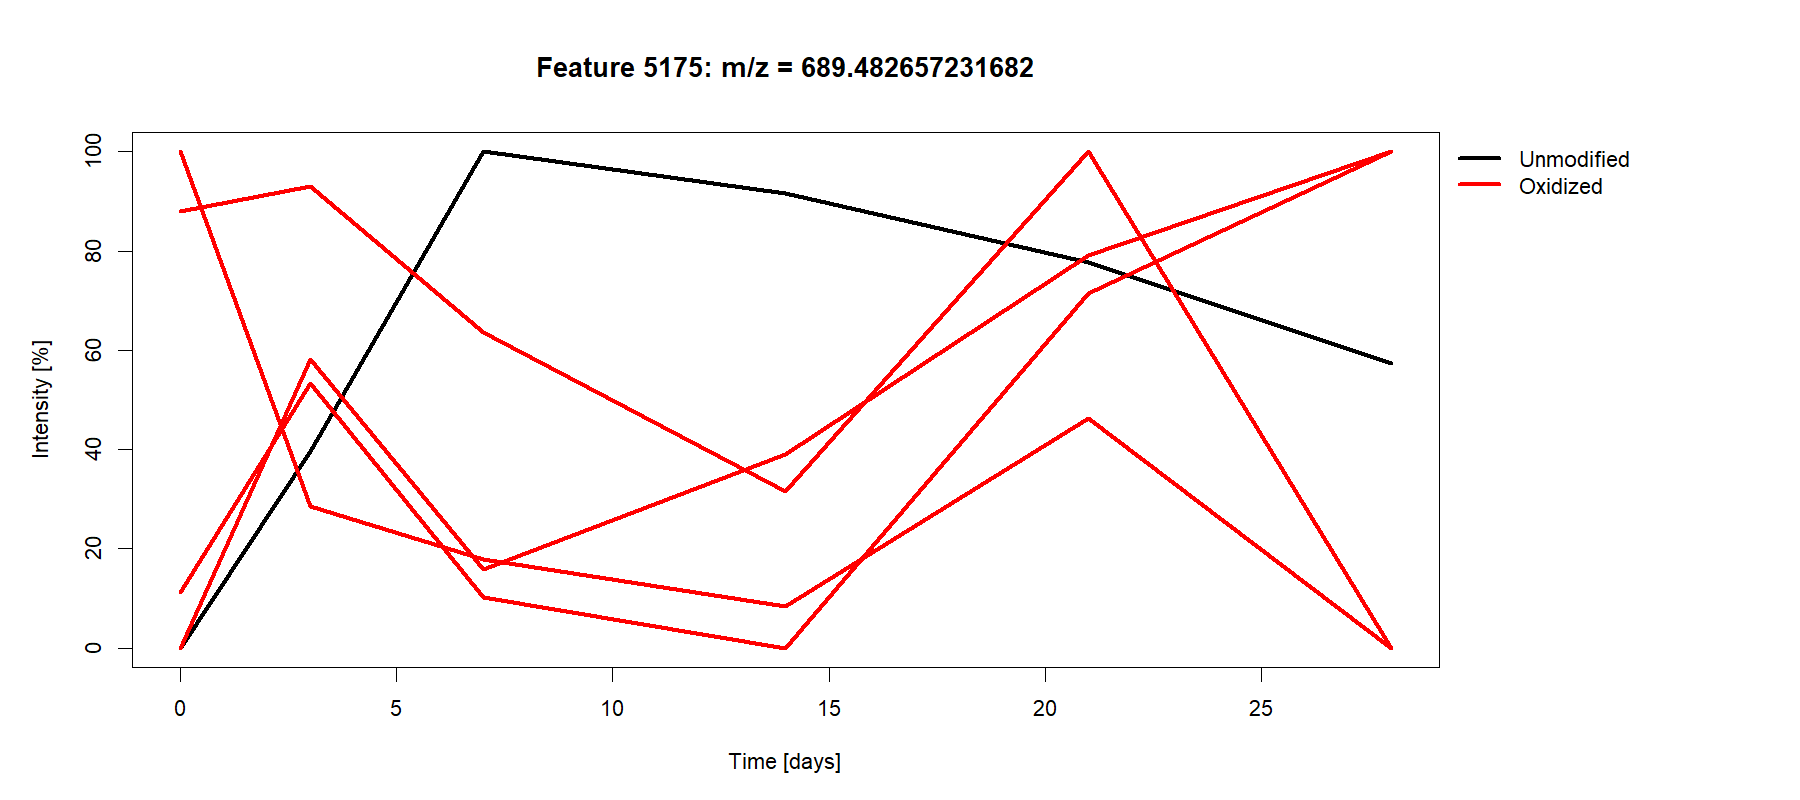 Feature 5175: m/z = 689.482657231682
Unmodified
Oxidized
Intensity [%]
100
80
60
40
20
0
0 5 10 15 20 25
Time [days]